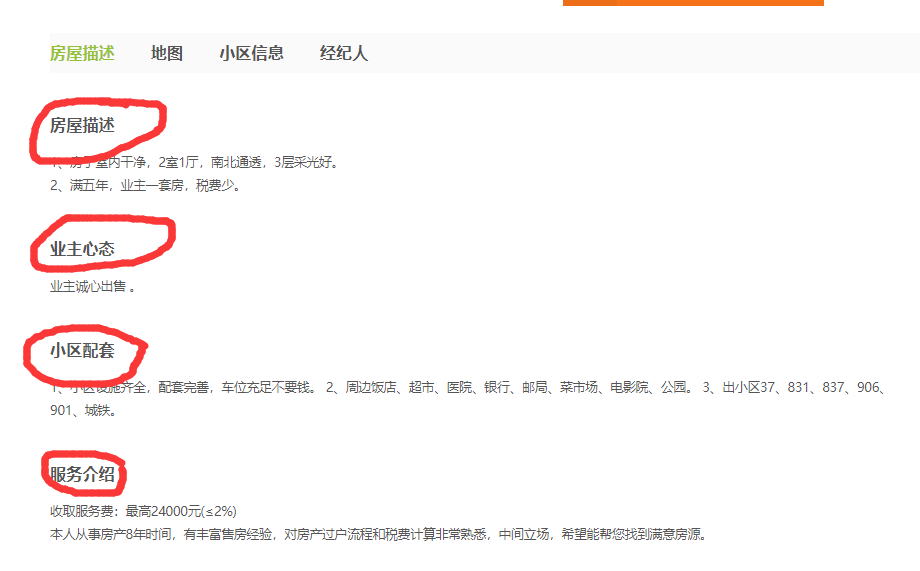 房屋描述 地图 小区信息 经纪人
房屋描述
1、房子室内干净，2室1厅，南北通透，3层采光好。
2、满五年，业主一套房，税费少。
业主心态
业主诚心出售 。
小区配套
1、小区设施齐全，配套完善，车位充足不要钱。 2、周边饭店、超市、医院、银行、邮局、菜市场、电影院、公园。 3、出小区37、831、837、906、
901、城铁。
服务介绍
收取服务费：最高24000元(≤2%)
本人从事房产8年时间，有丰富售房经验，对房产过户流程和税费计算非常熟悉，中间立场，希望能帮您找到满意房源。